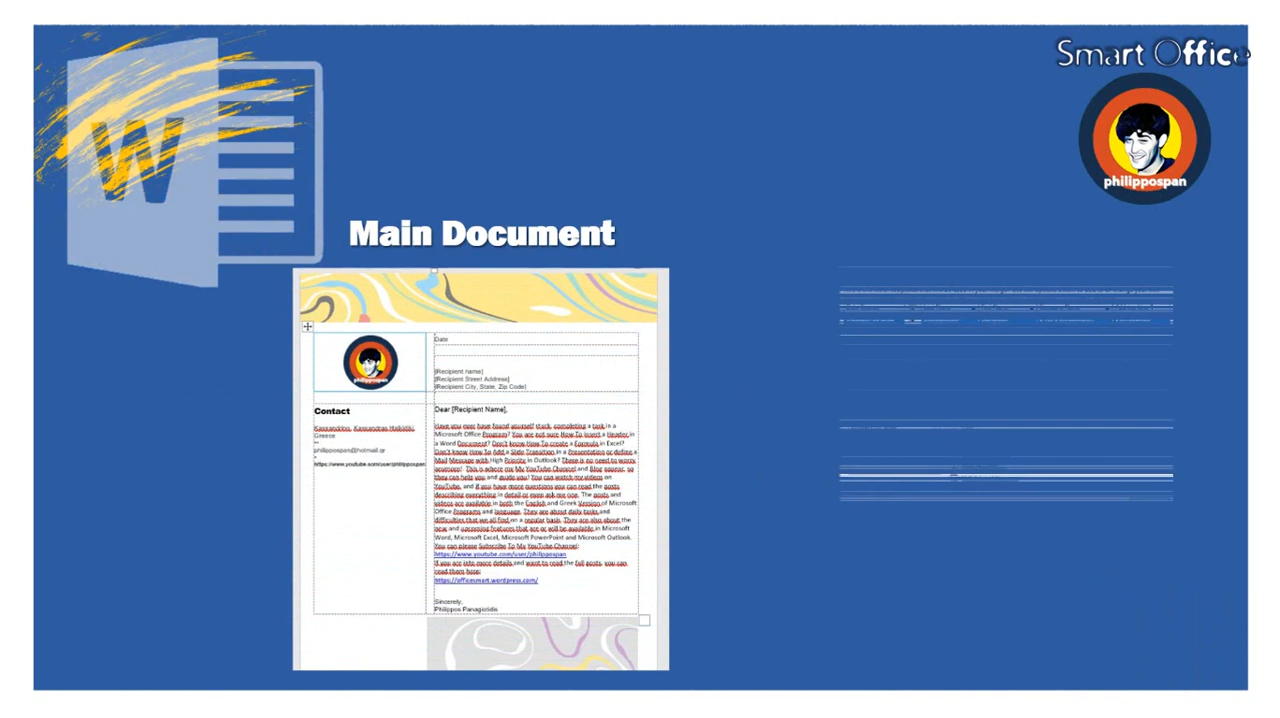 Smart Office
philippospan
W
Main Document
philippospan
Date
[Recipient name]
[Recipient Street Address]
[Recipient City, State, Zip Code]
Contact
Kassandrino, Kassandras Halkidiki,
Greece
philippospan@hotmail.gr
https://www.youtube.com/user/philippospan
Dear [Recipient Name],
Have you ever have found yourself stuck, completing a task in a
Microsoft Office Program? You are not sure How To insert a Header in
a Word Document? Don't know How To create a Formula in Excel?
Don't know How To Add a Slide Transition in a Presentation or define a
Mail Message with High Priority in Outlook? There is no need to worry
anymore! This is where my My YouTube Channel and Blog appear, so
they can help you and guide you! You can watch my videos on
YouTube, and if you have more questions you can read the posts
describing everything in detail or even ask me one. The posts and
videos are available in both the English and Greek Version of Microsoft
Office Programs and language. They are about daily tasks and
difficulties that we all find on a regular basis. They are also about the
new and upcoming features that are or will be available in Microsoft
Word, Microsoft Excel, Microsoft PowerPoint and Microsoft Outlook.
You can please Subscribe To My YouTube Channel:
https://www.youtube.com/user/philippospan
If you are into more details and want to read the full posts, you can
read them here:
https://officesmart.wordpress.com/
Sincerely,
Philippos Panagiotidis